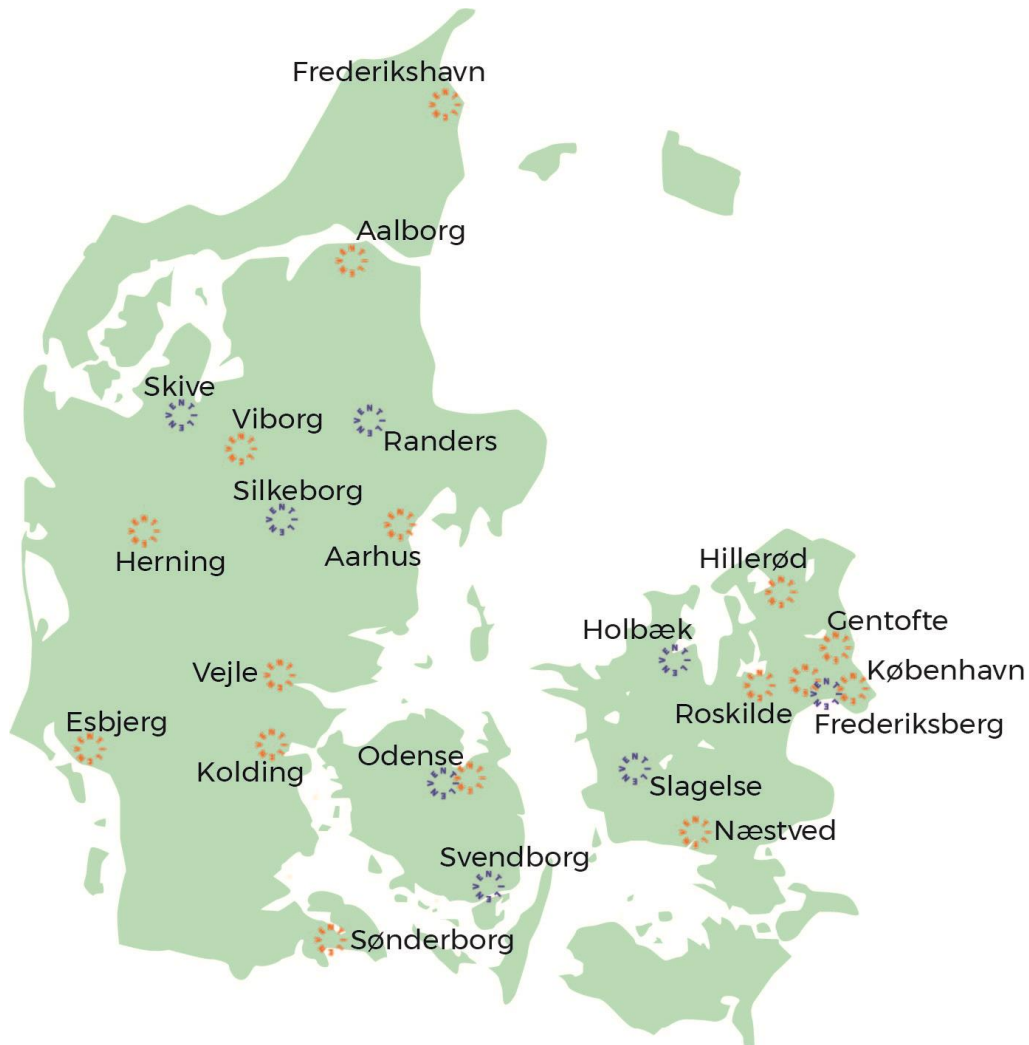 Frederikshavn
Aalborg
Skive
Viborg
Randers
Silkeborg
Herning
Aarhus
Hillerød
Gentofte
Holbæk
København
Vejle
Roskilde
Frederiksberg
Esbjerg
Kolding
Odense
Slagelse
Næstved
Svendborg
Sønderborg